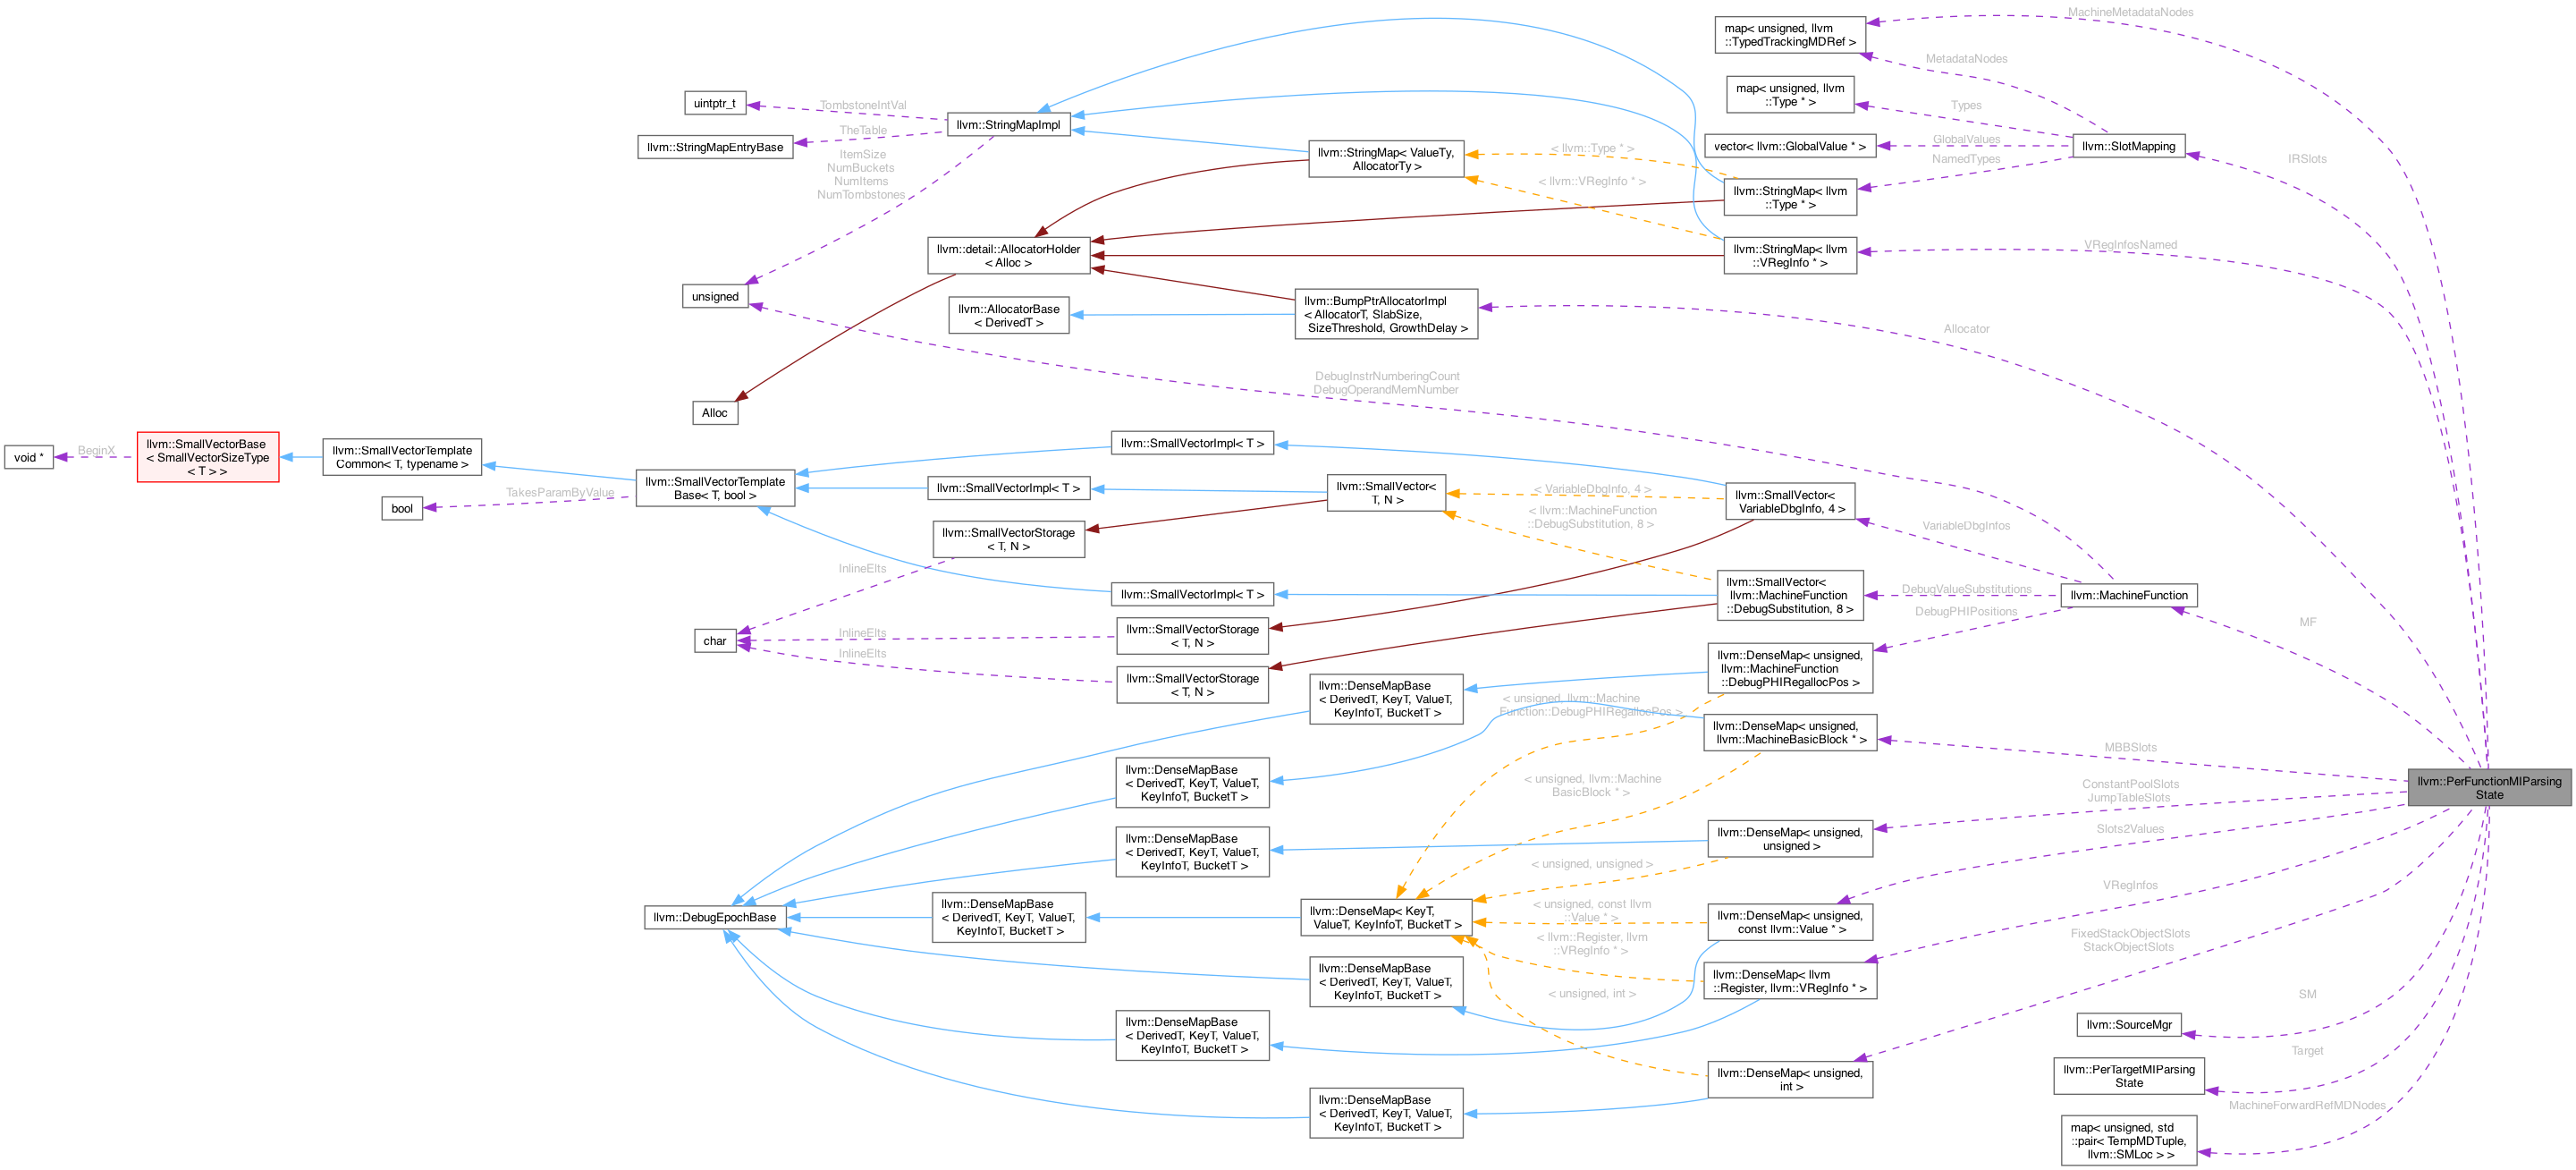 MachineMetadataNodes
map< unsigned, llvm
::TypedTrackingMDRef >
MetadataNodes
map< unsigned, llvm
::Type * >
Types
uintptr_t
TombstoneIntVal
llvm::StringMapImpl
llvm::StringMapEntryBase
TheTable
ItemSize
NumBuckets
NumItems
NumTombstones
llvm::StringMap< ValueTy,
AllocatorTy >
< llvm::Type * >
< llvm::VRegInfo * >
vector< llvm::GlobalValue * >
GlobalValues
NamedTypes
llvm::SlotMapping
IRSlots
llvm::StringMap< llvm
::Type * >
llvm::StringMap< llvm
::VRegInfo * >
VRegInfosNamed
llvm::detail::AllocatorHolder
< Alloc >
unsigned
llvm::AllocatorBase
< DerivedT >
llvm::BumpPtrAllocatorImpl
< AllocatorT, SlabSize,
SizeThreshold, GrowthDelay >
Allocator
DebugInstrNumberingCount
DebugOperandMemNumber
Alloc
void *
BeginX
llvm::SmallVectorBase
< SmallVectorSizeType
< T > >
llvm::SmallVectorTemplate
Common< T, typename >
bool
TakesParamByValue
llvm::SmallVectorTemplate
Base< T, bool >
llvm::SmallVectorImpl< T >
llvm::SmallVectorImpl< T >
llvm::SmallVectorStorage
< T, N >
llvm::SmallVector<
T, N >
< VariableDbgInfo, 4 >
< llvm::MachineFunction
::DebugSubstitution, 8 >
llvm::SmallVector<
VariableDbgInfo, 4 >
VariableDbgInfos
InlineElts
llvm::SmallVectorImpl< T >
llvm::SmallVector<
llvm::MachineFunction
::DebugSubstitution, 8 >
DebugValueSubstitutions
DebugPHIPositions
llvm::MachineFunction
MF
char
InlineElts
InlineElts
llvm::SmallVectorStorage
< T, N >
llvm::SmallVectorStorage
< T, N >
llvm::DenseMap< unsigned,
llvm::MachineFunction
::DebugPHIRegallocPos >
llvm::DenseMapBase
< DerivedT, KeyT, ValueT,
KeyInfoT, BucketT >
< unsigned, llvm::Machine
Function::DebugPHIRegallocPos >
llvm::DenseMap< unsigned,
llvm::MachineBasicBlock * >
MBBSlots
llvm::DenseMapBase
< DerivedT, KeyT, ValueT,
KeyInfoT, BucketT >
< unsigned, llvm::Machine
BasicBlock * >
ConstantPoolSlots
JumpTableSlots
llvm::PerFunctionMIParsing
State
llvm::DenseMapBase
< DerivedT, KeyT, ValueT,
KeyInfoT, BucketT >
< unsigned, unsigned >
llvm::DenseMap< unsigned,
unsigned >
Slots2Values
VRegInfos
llvm::DebugEpochBase
llvm::DenseMapBase
< DerivedT, KeyT, ValueT,
KeyInfoT, BucketT >
llvm::DenseMap< KeyT,
ValueT, KeyInfoT, BucketT >
< unsigned, const llvm
::Value * >
llvm::DenseMap< unsigned,
const llvm::Value * >
< llvm::Register, llvm
::VRegInfo * >
FixedStackObjectSlots
StackObjectSlots
llvm::DenseMapBase
< DerivedT, KeyT, ValueT,
KeyInfoT, BucketT >
< unsigned, int >
llvm::DenseMap< llvm
::Register, llvm::VRegInfo * >
SM
llvm::SourceMgr
llvm::DenseMapBase
< DerivedT, KeyT, ValueT,
KeyInfoT, BucketT >
Target
llvm::PerTargetMIParsing
State
llvm::DenseMap< unsigned,
int >
llvm::DenseMapBase
< DerivedT, KeyT, ValueT,
KeyInfoT, BucketT >
MachineForwardRefMDNodes
map< unsigned, std
::pair< TempMDTuple,
llvm::SMLoc > >